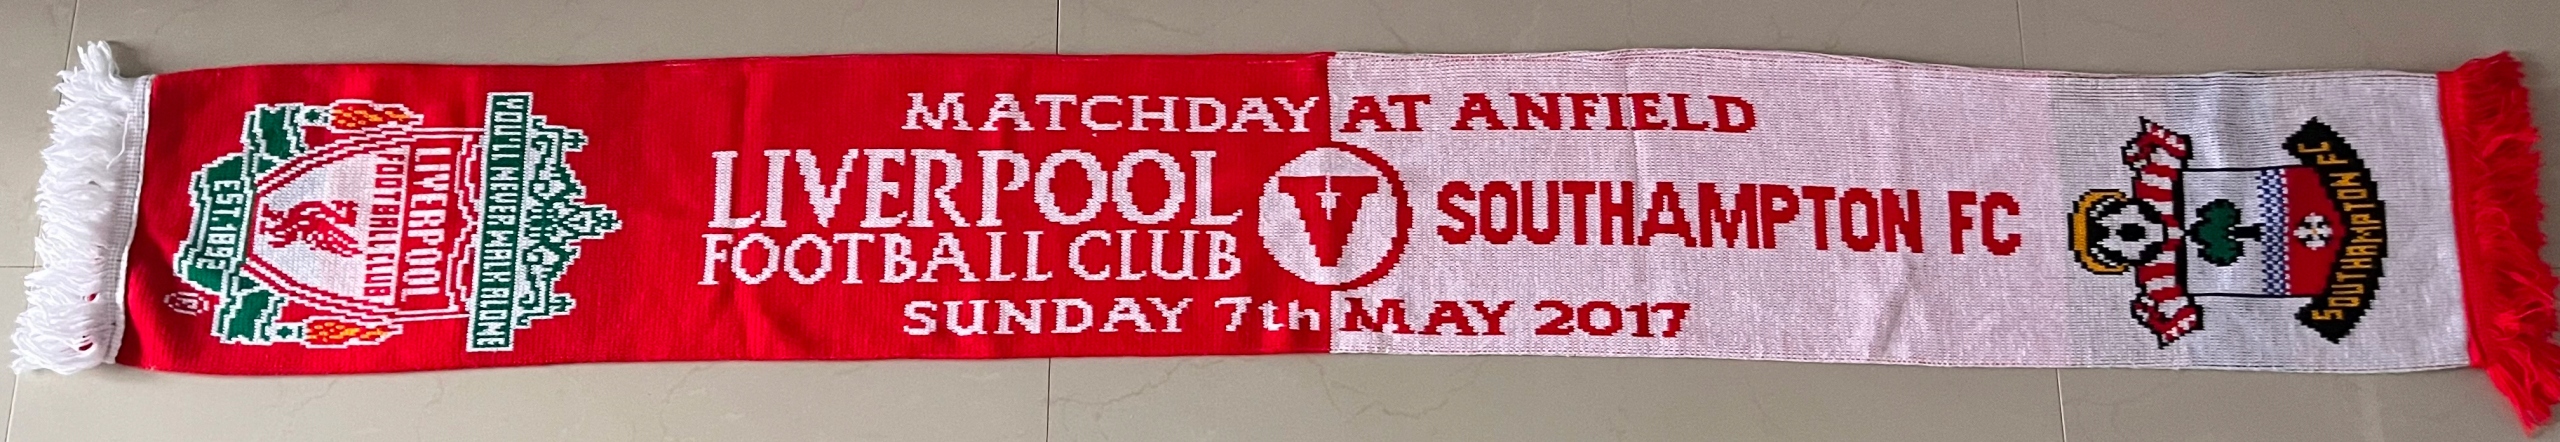 MATCHDAY AT ANFIELD
LIVERPOOL
FOOTBALL CLUB
V
SOUTHAMPTON FC
SUNDAY 7th MAY 2017
YOU'LL NEVER WALK ALONE
LIVERPOOL
FOOTBALL CLUB
EST.1892
®
SOUTHAMPTON FC